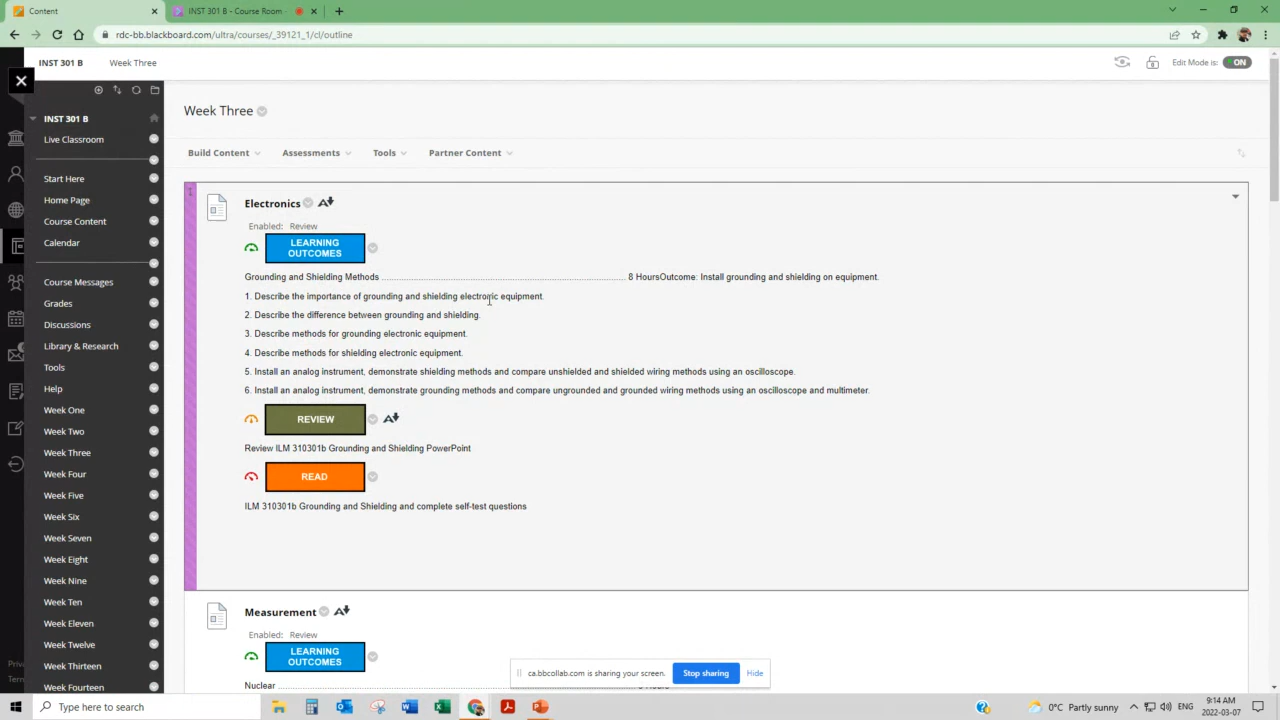 Content
INST 301 B - Course Room -
rdc-bb.blackboard.com/ultra/courses/_39121_1/cl/outline
INST 301 B
Week Three
Edit Mode is:
ON
INST 301 B
Live Classroom
Start Here
Home Page
Course Content
Calendar
Course Messages
Grades
Discussions
Library & Research
Tools
Help
Week One
Week Two
Week Three
Week Four
Week Five
Week Six
Week Seven
Week Eight
Week Nine
Week Ten
Week Eleven
Week Twelve
Week Thirteen
Week Fourteen
Priv
Term
Week Three
Build Content
Assessments
Tools
Partner Content
Electronics
Enabled: Review
LEARNING
OUTCOMES
Grounding and Shielding Methods ........................................................................................................ 8 HoursOutcome: Install grounding and shielding on equipment.
1. Describe the importance of grounding and shielding electronic equipment.
2. Describe the difference between grounding and shielding.
3. Describe methods for grounding electronic equipment.
4. Describe methods for shielding electronic equipment.
5. Install an analog instrument, demonstrate shielding methods and compare unshielded and shielded wiring methods using an oscilloscope.
6. Install an analog instrument, demonstrate grounding methods and compare ungrounded and grounded wiring methods using an oscilloscope and multimeter.
REVIEW
Review ILM 310301b Grounding and Shielding PowerPoint
READ
ILM 310301b Grounding and Shielding and complete self-test questions
Measurement
Enabled: Review
LEARNING
OUTCOMES
Nuclear
ca.bbcollab.com is sharing your screen.
Stop sharing
Hide
Type here to search
0°C Partly sunny
ENG
9:14 AM
2022-03-07